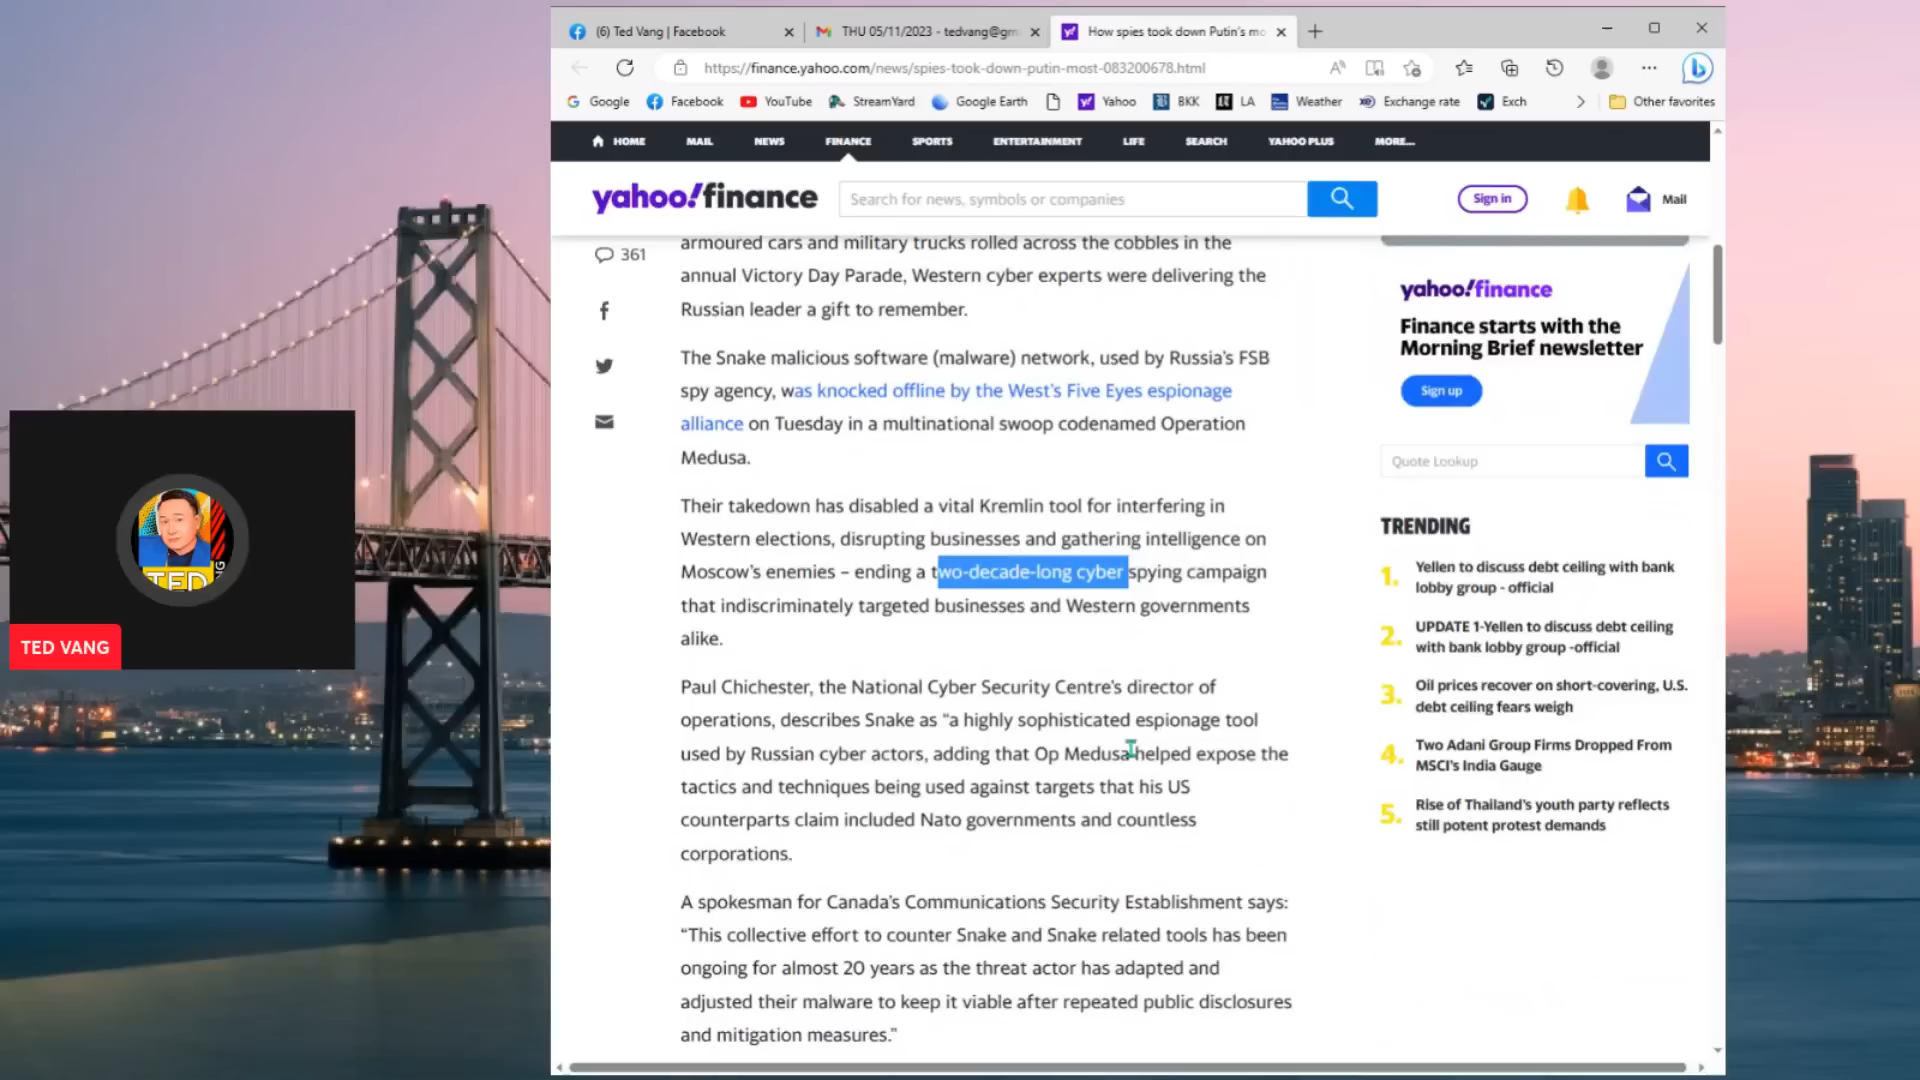 (6) Ted Vang | Facebook
THU 05/11/2023 - tedvang@gm
How spies took down Putin's mo
https://finance.yahoo.com/news/spies-took-down-putin-most-083200678.html
Google
Facebook
YouTube
StreamYard
Google Earth
Yahoo
BKK
LA
Weather
Exchange rate
Exch
Other favorites
HOME
MAIL
NEWS
FINANCE
SPORTS
ENTERTAINMENT
LIFE
SEARCH
YAHOO PLUS
MORE...
yahoo!finance
Search for news, symbols or companies
Sign in
Mail
361
armoured cars and military trucks rolled across the cobbles in the
annual Victory Day Parade, Western cyber experts were delivering the
Russian leader a gift to remember.
The Snake malicious software (malware) network, used by Russia's FSB
spy agency, was knocked offline by the West's Five Eyes espionage
alliance on Tuesday in a multinational swoop codenamed Operation
Medusa.
Their takedown has disabled a vital Kremlin tool for interfering in
Western elections, disrupting businesses and gathering intelligence on
Moscow's enemies – ending a two-decade-long cyber spying campaign
that indiscriminately targeted businesses and Western governments
alike.
Paul Chichester, the National Cyber Security Centre's director of
operations, describes Snake as “a highly sophisticated espionage tool
used by Russian cyber actors, adding that Op Medusa helped expose the
tactics and techniques being used against targets that his US
counterparts claim included Nato governments and countless
corporations.
A spokesman for Canada's Communications Security Establishment says:
“This collective effort to counter Snake and Snake related tools has been
ongoing for almost 20 years as the threat actor has adapted and
adjusted their malware to keep it viable after repeated public disclosures
and mitigation measures.”
yahoo!finance
Finance starts with the
Morning Brief newsletter
Sign up
Quote Lookup
TRENDING
1. Yellen to discuss debt ceiling with bank
lobby group - official
2. UPDATE 1-Yellen to discuss debt ceiling
with bank lobby group -official
3. Oil prices recover on short-covering, U.S.
debt ceiling fears weigh
4. Two Adani Group Firms Dropped From
MSCI's India Gauge
5. Rise of Thailand's youth party reflects
still potent protest demands
TED
NG
TED VANG